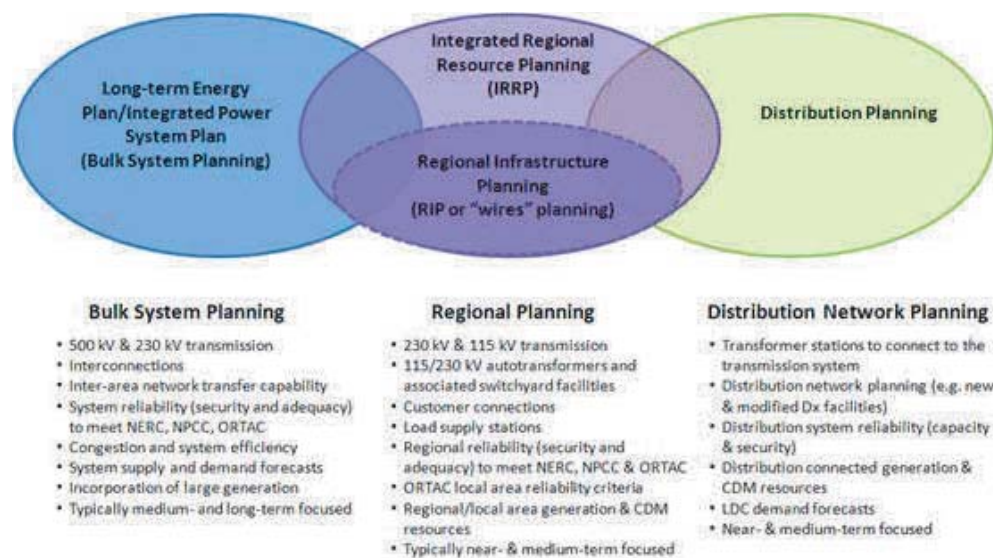 Integrated Regional
Resource Planning
(IRRP)
Long-term Energy
Plan/Integrated Power
System Plan
(Bulk System Planning)
Distribution Planning
Regional Infrastructure
Planning
(RIP or “wires” planning)
Bulk System Planning
• 500 kV & 230 kV transmission
• Interconnections
• Inter-area network transfer capability
• System reliability (security and adequacy)
to meet NERC, NPCC, ORTAC
• Congestion and system efficiency
• System supply and demand forecasts
• Incorporation of large generation
• Typically medium- and long-term focused
Regional Planning
• 230 kV & 115 kV transmission
• 115/230 kV autotransformers and
associated switchyard facilities
• Customer connections
• Load supply stations
• Regional reliability (security and
adequacy) to meet NERC, NPCC & ORTAC
• ORTAC local area reliability criteria
• Regional/local area generation & CDM
resources
• Typically near- & medium-term focused
Distribution Network Planning
• Transformer stations to connect to the
transmission system
• Distribution network planning (e.g. new
& modified Dx facilities)
• Distribution system reliability (capacity
& security)
• Distribution connected generation &
CDM resources
• LDC demand forecasts
• Near- & medium-term focused